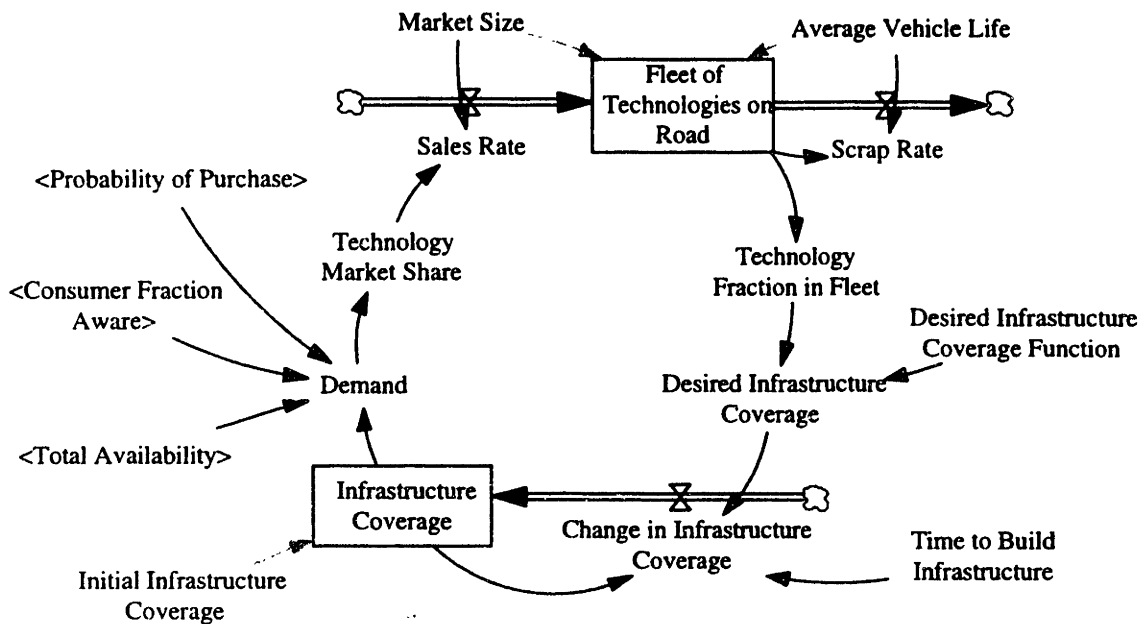 Market Size
Average Vehicle Life
Fleet of
Technologies on
Road
Sales Rate
Scrap Rate
<Probability of Purchase>
Technology
Market Share
Technology
Fraction in Fleet
<Consumer Fraction
Aware>
Desired Infrastructure
Coverage Function
Demand
Desired Infrastructure
Coverage
<Total Availability>
Infrastructure
Coverage
Change in Infrastructure
Coverage
Time to Build
Infrastructure
Initial Infrastructure
Coverage